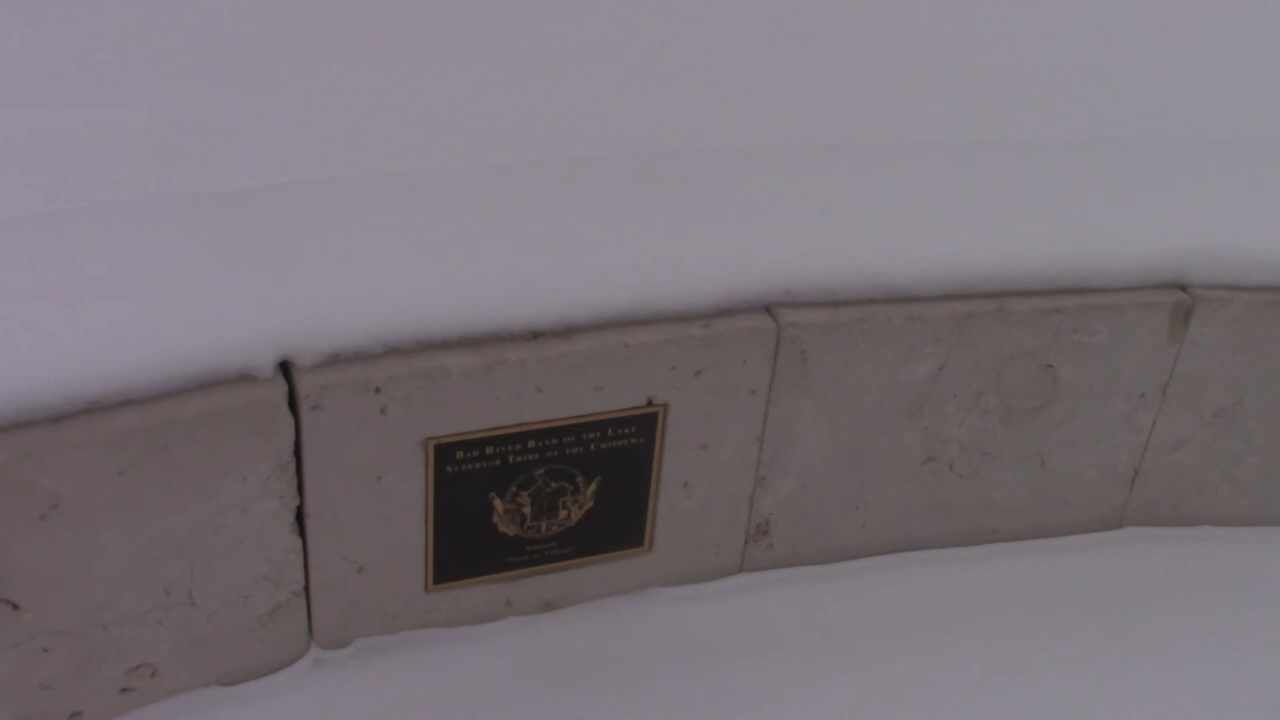 BAD RIVER BAND OF THE LAKE
SUPERIOR TRIBE OF THE CHIPPEWA